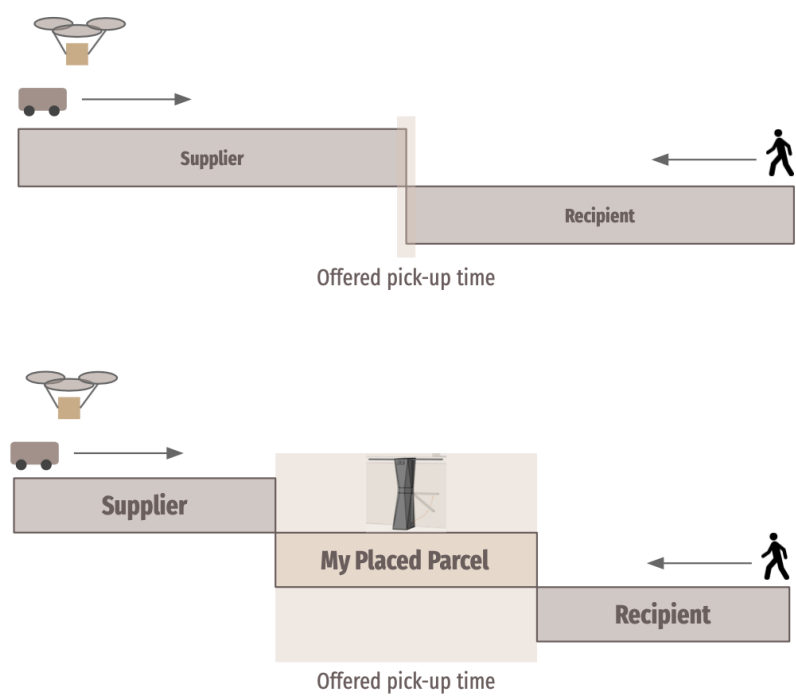 Supplier
Recipient
Offered pick-up time
Supplier
My Placed Parcel
Recipient
Offered pick-up time